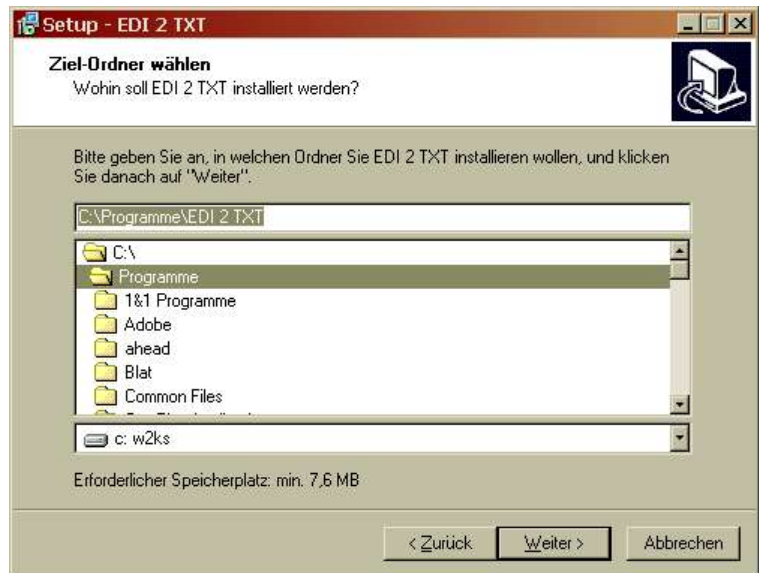 Setup - EDI 2 TXT
Ziel-Ordner wählen
Wohin soll EDI 2 TXT installiert werden?
Bitte geben Sie an, in welchen Ordner Sie EDI 2 TXT installieren wollen, und klicken
Sie danach auf "Weiter".
C:\Programme\EDI 2 TXT
C:\
Programme
1&1 Programme
Adobe
ahead
Blat
Common Files
c: w2ks
Erforderlicher Speicherplatz: min. 7,6 MB
< Zurück
Weiter >
Abbrechen